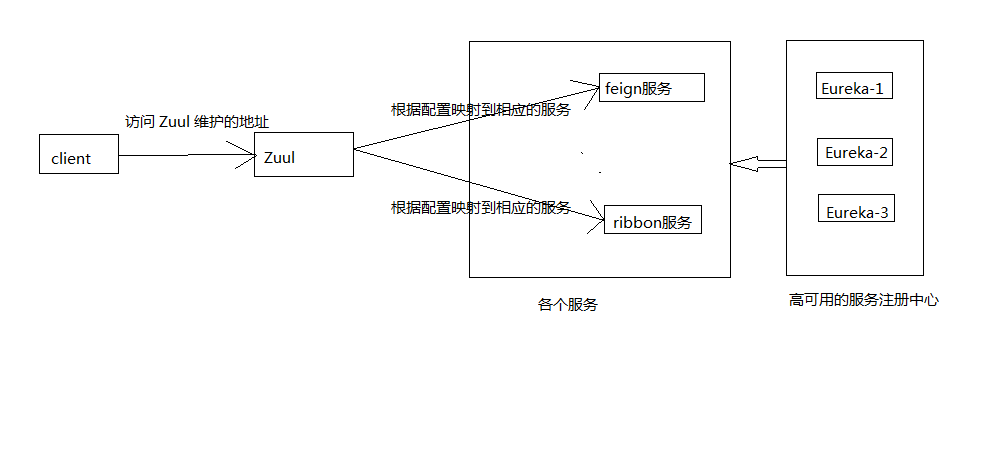 访问 Zuul 维护的地址
client
Zuul
根据配置映射到相应的服务
根据配置映射到相应的服务
feign服务
ribbon服务
各个服务
Eureka-1
Eureka-2
Eureka-3
高可用的服务注册中心